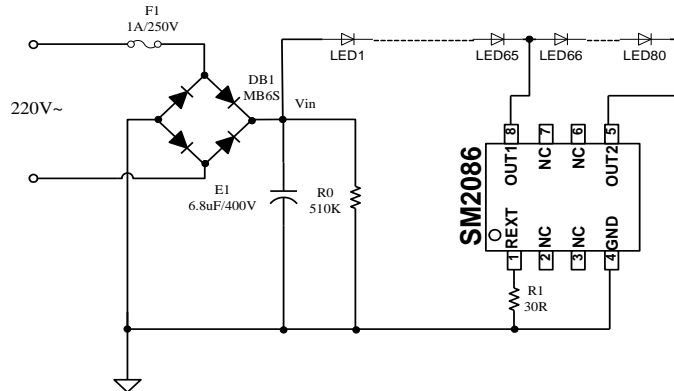 F1
1A/250V
220V~
DB1
MB6S
Vin
E1
6.8uF/400V
R0
510K
LED1
LED65
LED66
LED80
8
7
6
5
OUT1
NC
NC
OUT2
SM2086
REXT
NC
NC
GND
1
2
3
4
R1
30R